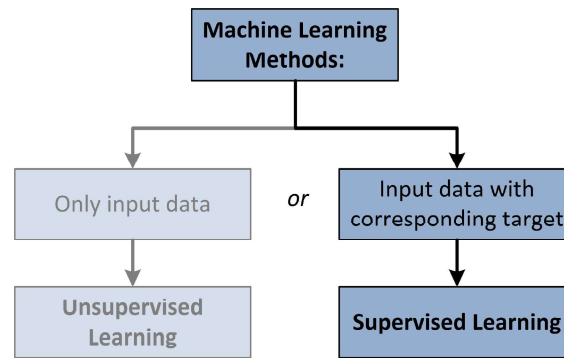 Machine Learning
Methods:
Only input data
or
Input data with
corresponding target
Unsupervised
Learning
Supervised Learning